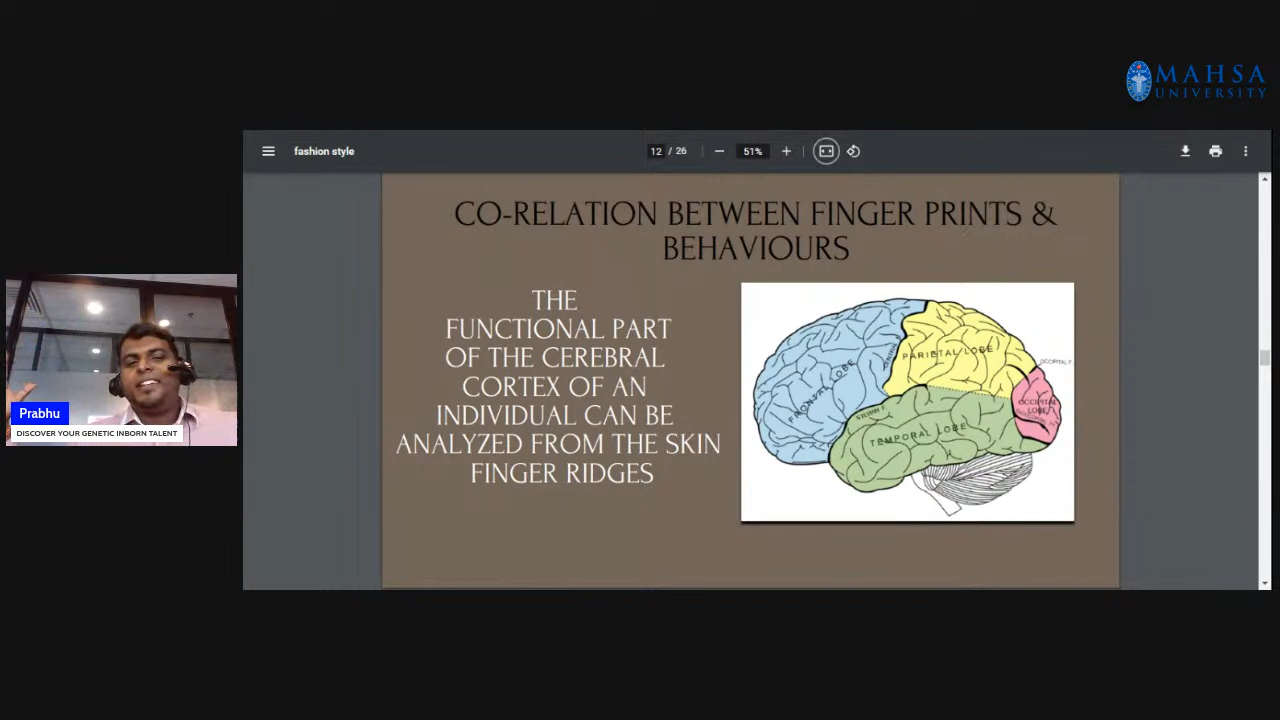 MAHSA
UNIVERSITY
fashion style
12 / 26
51%
CO-RELATION BETWEEN FINGER PRINTS &
BEHAVIOURS
THE
FUNCTIONAL PART
OF THE CEREBRAL
CORTEX OF AN
INDIVIDUAL CAN BE
ANALYZED FROM THE SKIN
FINGER RIDGES
FRONTAL LOBE
PARIETAL LOBE
OCCIPITAL
LOBE
TEMPORAL LOBE
Prabhu
DISCOVER YOUR GENETIC INBORN TALENT